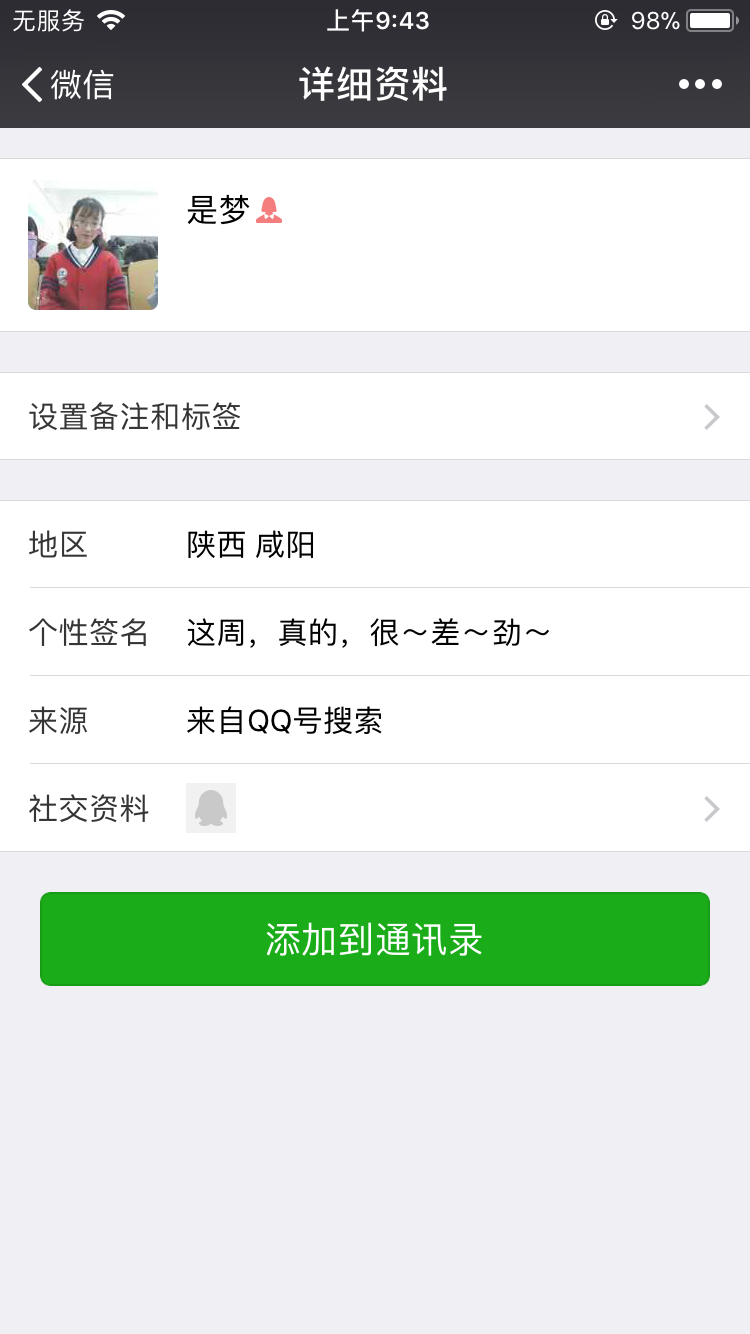 无服务 上午9:43 98%
微信 详细资料
是梦
设置备注和标签
地区 陕西 咸阳
个性签名 这周，真的，很～差～劲～
来源 来自QQ号搜索
社交资料
添加到通讯录